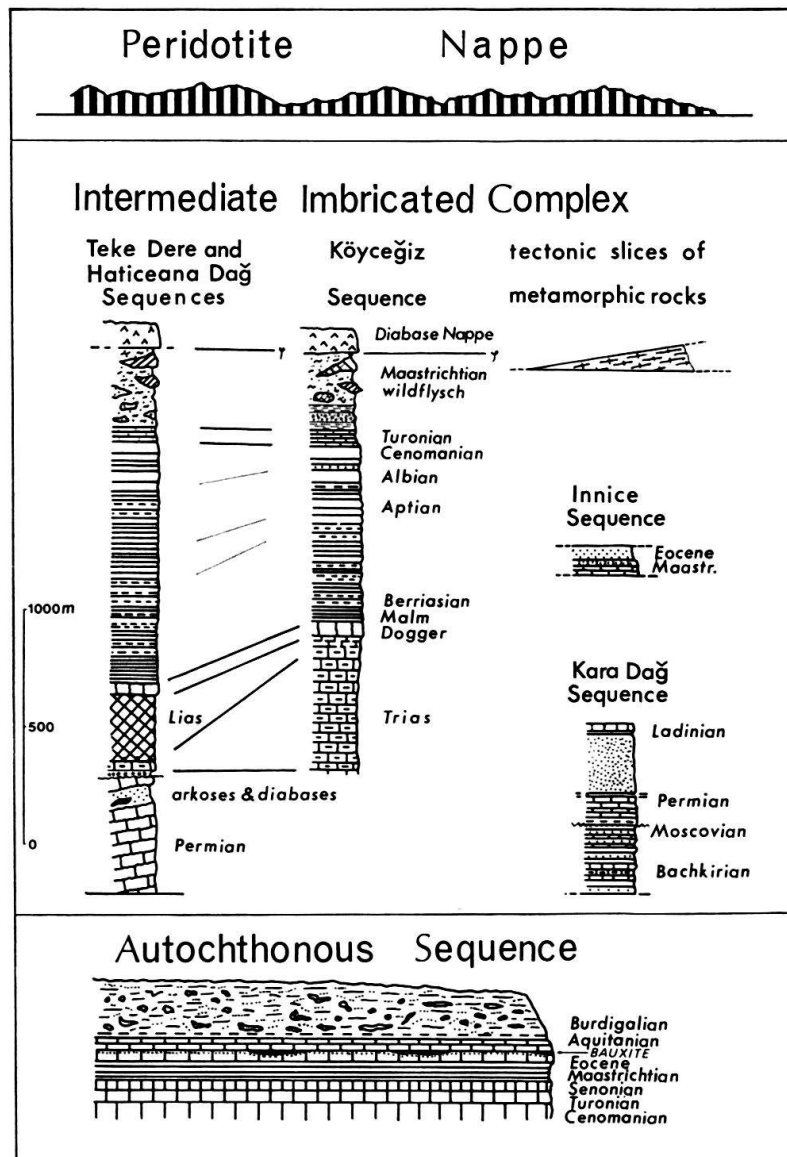 Peridotite Nappe
Intermediate Imbricated Complex
Teke Dere and
Haticeana Dağ
Sequences
Köyceğiz
Sequence
tectonic slices of
metamorphic rocks
Diabase Nappe
Maastrichtian
wildflysch
Turonian
Cenomanian
Albian
Aptian
Berriasian
Malm
Dogger
Trias
Lias
arkoses & diabases
Permian
1000m
500
0
Innice
Sequence
Eocene
Maastr.
Kara Dağ
Sequence
Ladinian
Permian
Moscovian
Bachkirian
Autochthonous Sequence
Burdigalian
Aquitanian
BAUXITE
Eocene
Maastrichtian
Senonian
Turonian
Cenomanian